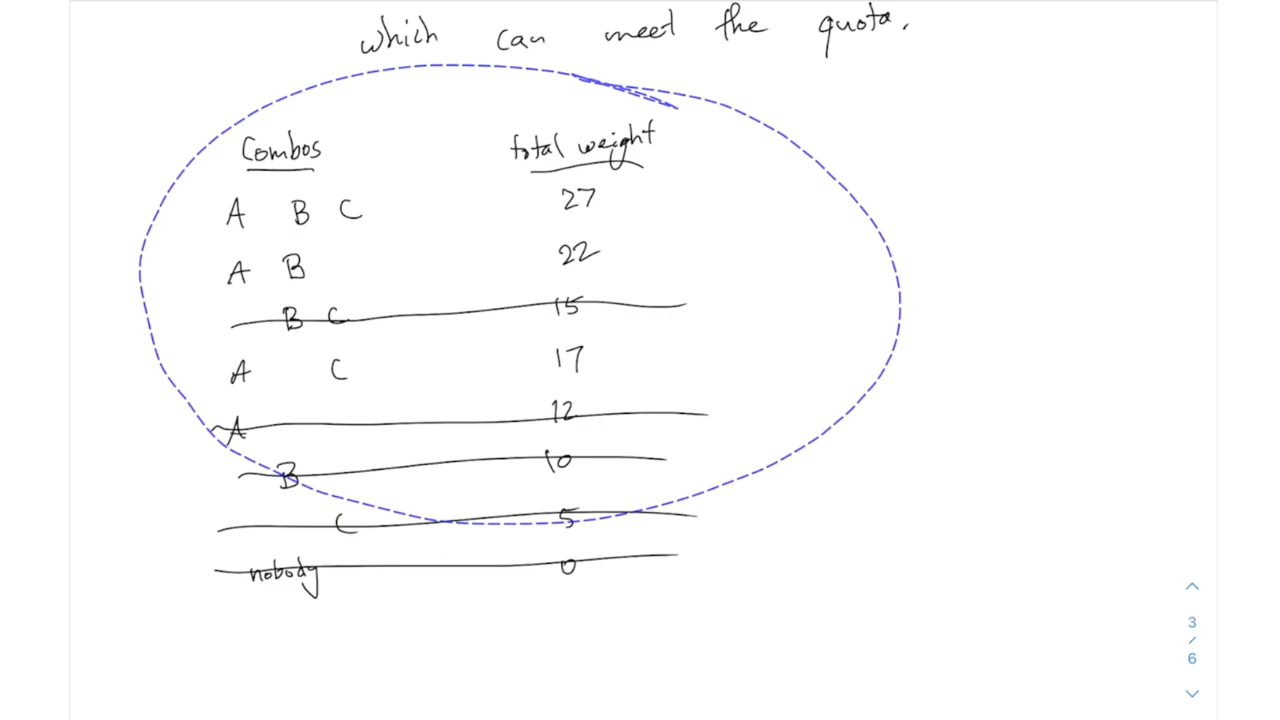 which can meet the quota.
Combos total weight
A B C 27
A B 22
B C 15
A C 17
A 12
B 10
C 5
nobody 0
3
/
6